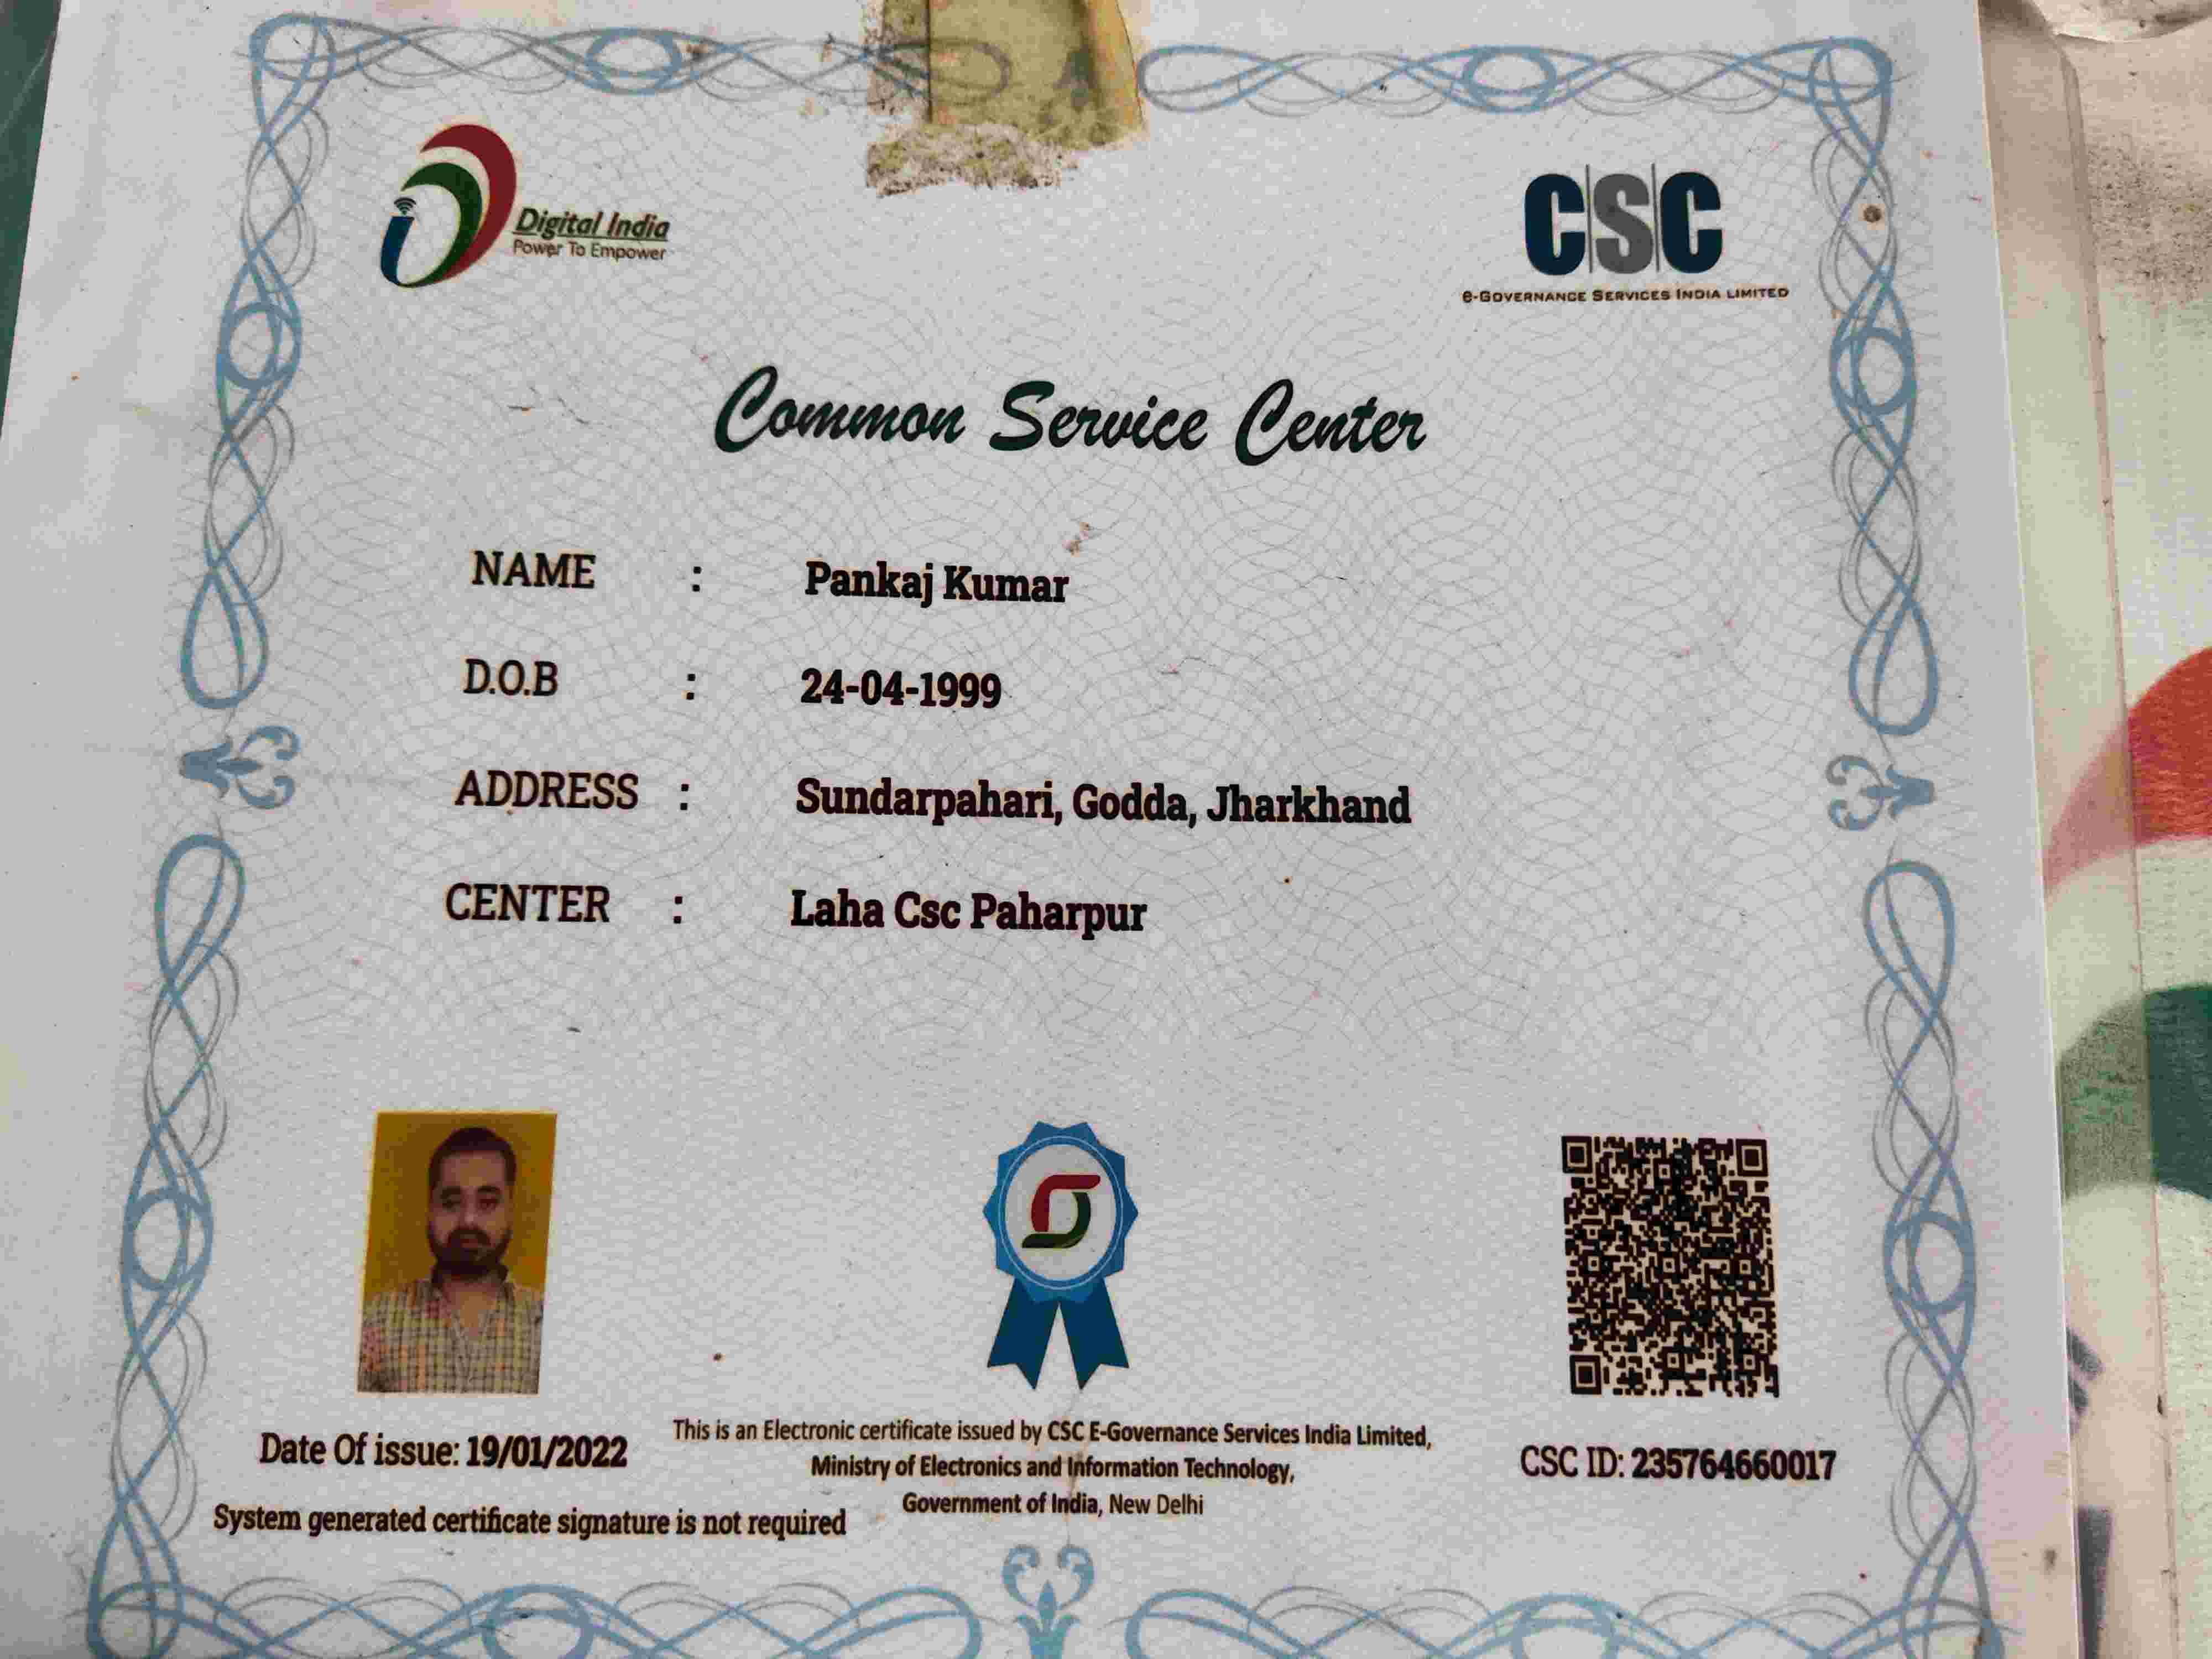 Digital India
Power To Empower
CSC
e-Governance Services India Limited
Common Service Center
NAME : Pankaj Kumar
D.O.B : 24-04-1999
ADDRESS : Sundarpahari, Godda, Jharkhand
CENTER : Laha Csc Paharpur
Date Of issue: 19/01/2022
System generated certificate signature is not required
This is an Electronic certificate issued by CSC E-Governance Services India Limited,
Ministry of Electronics and Information Technology,
Government of India, New Delhi
CSC ID: 235764660017